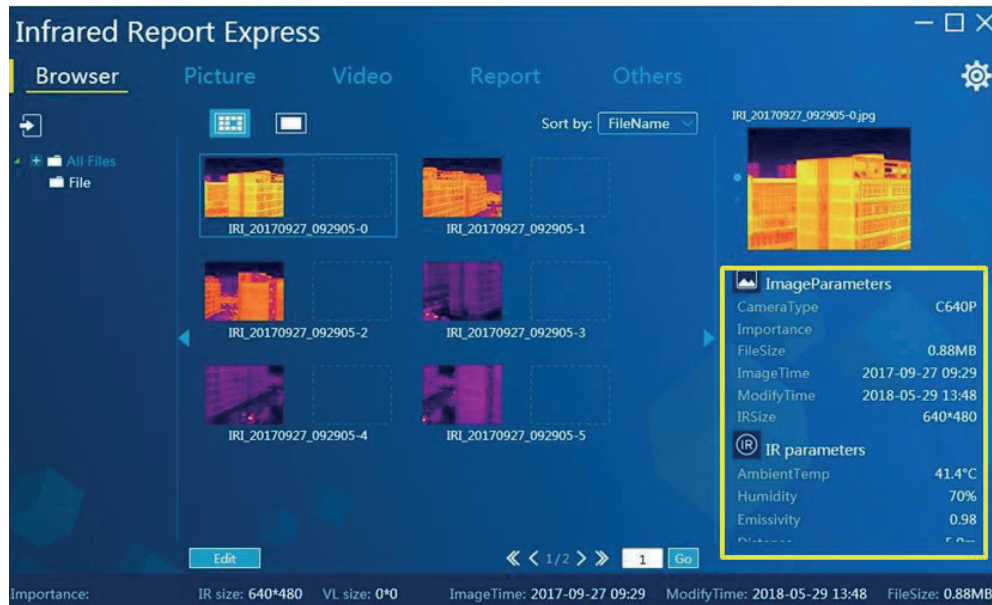 Infrared Report Express
Browser Picture Video Report Others
Sort by: FileName
IRI_20170927_092905-0.jpg
All Files
File
IRI_20170927_092905-0 IRI_20170927_092905-1
IRI_20170927_092905-2 IRI_20170927_092905-3
IRI_20170927_092905-4 IRI_20170927_092905-5
ImageParameters
CameraType C640P
Importance
FileSize 0.88MB
ImageTime 2017-09-27 09:29
ModifyTime 2018-05-29 13:48
IRSize 640*480
IR IR parameters
AmbientTemp 41.4°C
Humidity 70%
Emissivity 0.98
Distance 5.0m
Edit 1/2 1 Go
Importance: IR size: 640*480 VL size: 0*0 ImageTime: 2017-09-27 09:29 ModifyTime: 2018-05-29 13:48 FileSize: 0.88MB